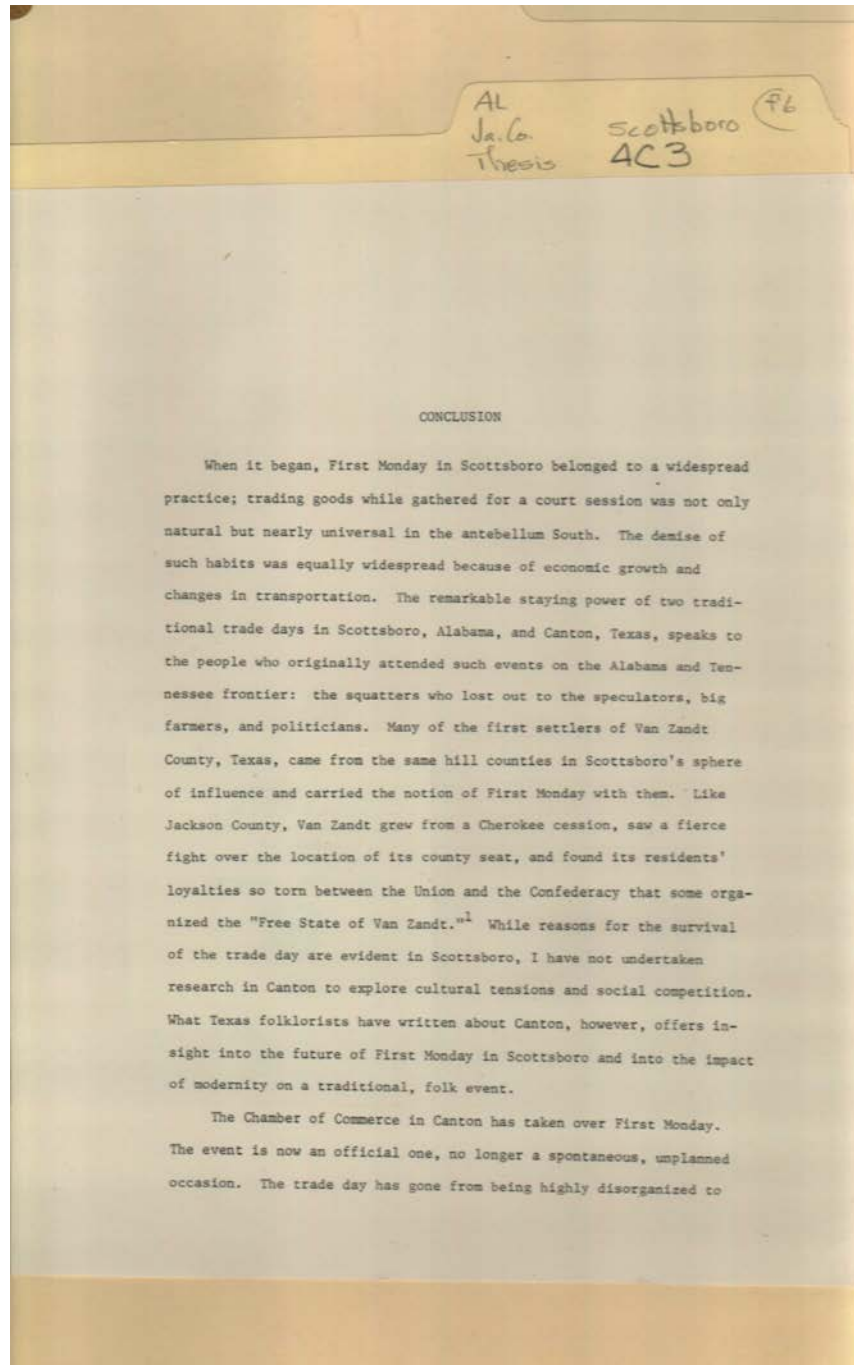 AL
Ja. Co.
Thesis
Scottsboro
4C3
P6
CONCLUSION
When it began, First Monday in Scottsboro belonged to a widespread
practice; trading goods while gathered for a court session was not only
natural but nearly universal in the antebellum South. The demise of
such habits was equally widespread because of economic growth and
changes in transportation. The remarkable staying power of two tradi-
tional trade days in Scottsboro, Alabama, and Canton, Texas, speaks to
the people who originally attended such events on the Alabama and Ten-
nessee frontier: the squatters who lost out to the speculators, big
farmers, and politicians. Many of the first settlers of Van Zandt
County, Texas, came from the same hill counties in Scottsboro's sphere
of influence and carried the notion of First Monday with them. Like
Jackson County, Van Zandt grew from a Cherokee cession, saw a fierce
fight over the location of its county seat, and found its residents'
loyalties so torn between the Union and the Confederacy that some orga-
nized the "Free State of Van Zandt."1 While reasons for the survival
of the trade day are evident in Scottsboro, I have not undertaken
research in Canton to explore cultural tensions and social competition.
What Texas folklorists have written about Canton, however, offers in-
sight into the future of First Monday in Scottsboro and into the impact
of modernity on a traditional, folk event.
The Chamber of Commerce in Canton has taken over First Monday.
The event is now an official one, no longer a spontaneous, unplanned
occasion. The trade day has gone from being highly disorganized to